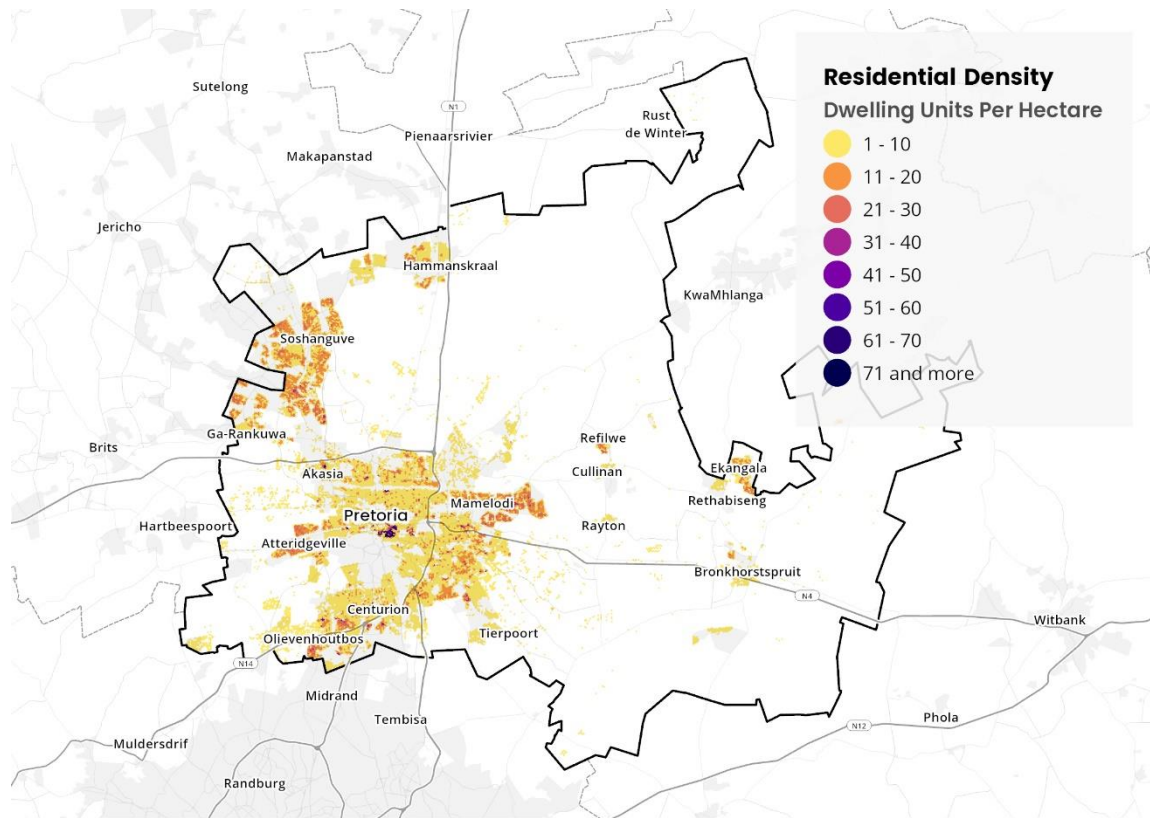 Residential Density
Dwelling Units Per Hectare
1 - 10
11 - 20
21 - 30
31 - 40
41 - 50
51 - 60
61 - 70
71 and more
Sutelong
N1
Rust
de Winter
Pienaarsrivier
Makapanstad
Jericho
Hammanskraal
KwaMhlanga
Soshanguve
Ga-Rankuwa
Brits
Refilwe
Akasia
Cullinan
Ekangala
Rethabiseng
Mamelodi
Pretoria
Hartbeespoort
Rayton
Atteridgeville
Bronkhorstspruit
N4
Centurion
Witbank
Olievenhoutbos
Tierpoort
N14
Midrand
Tembisa
Phola
N12
Muldersdrif
Randburg